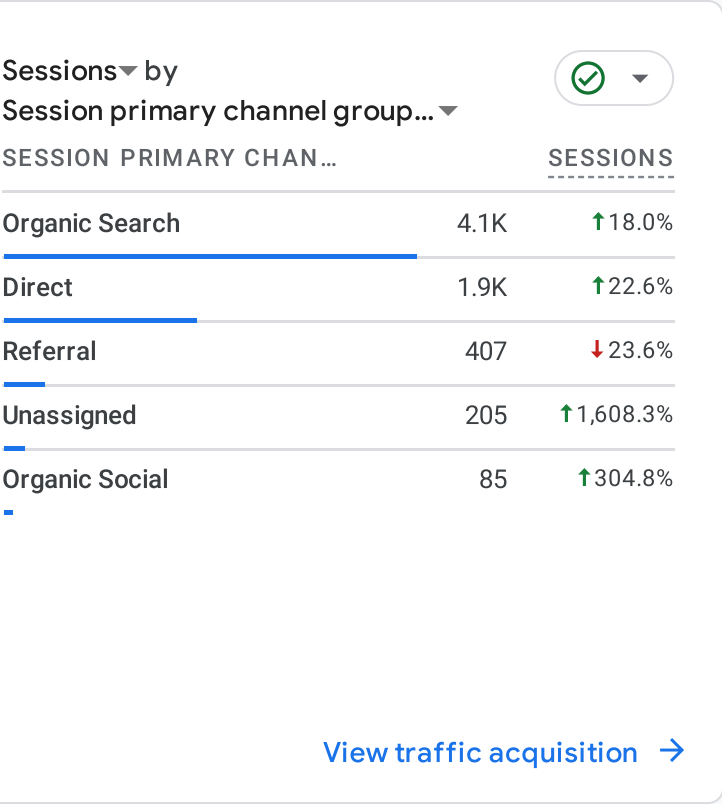 Sessions by
Session primary channel group...
SESSION PRIMARY CHAN... SESSIONS
Organic Search 4.1K ↑18.0%
Direct 1.9K ↑22.6%
Referral 407 ↓23.6%
Unassigned 205 ↑1,608.3%
Organic Social 85 ↑304.8%
View traffic acquisition →